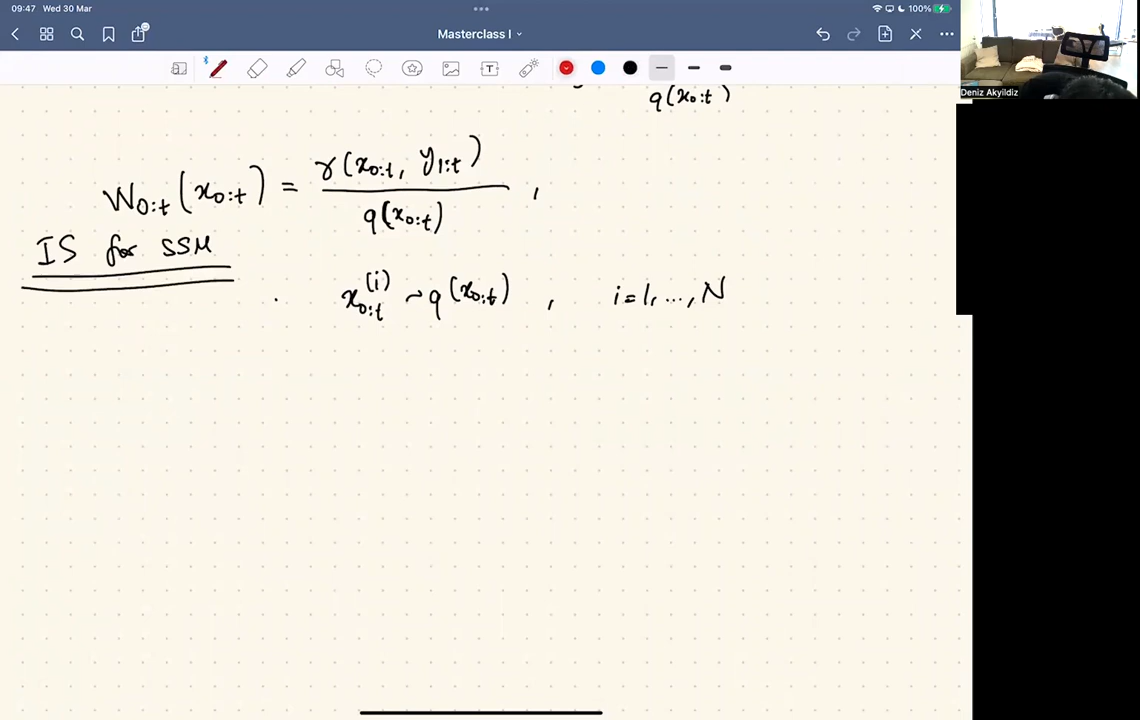 09:47 Wed 30 Mar
100%
Masterclass I
Deniz Akyildiz
q(x₀:t)
W₀:t(x₀:t) = γ(x₀:t, y₁:t) / q(x₀:t) ,
IS for SSM
· x₀:t^(i) ~ q(x₀:t) , i=1, ..., N